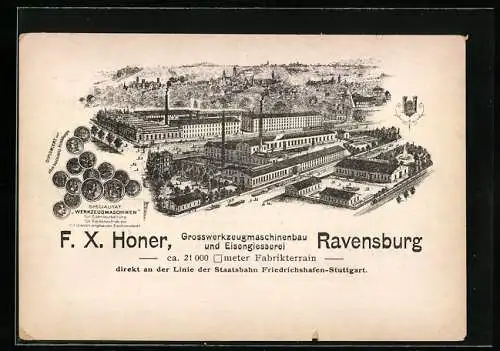 SPECIALITÄT
„WERKZEUGMASCHINEN"
F. X. Honer, Grosswerkzeugmaschinenbau und Eisengiesserei Ravensburg
ca. 21 000 □meter Fabrikterrain
direkt an der Linie der Staatsbahn Friedrichshafen-Stuttgart.